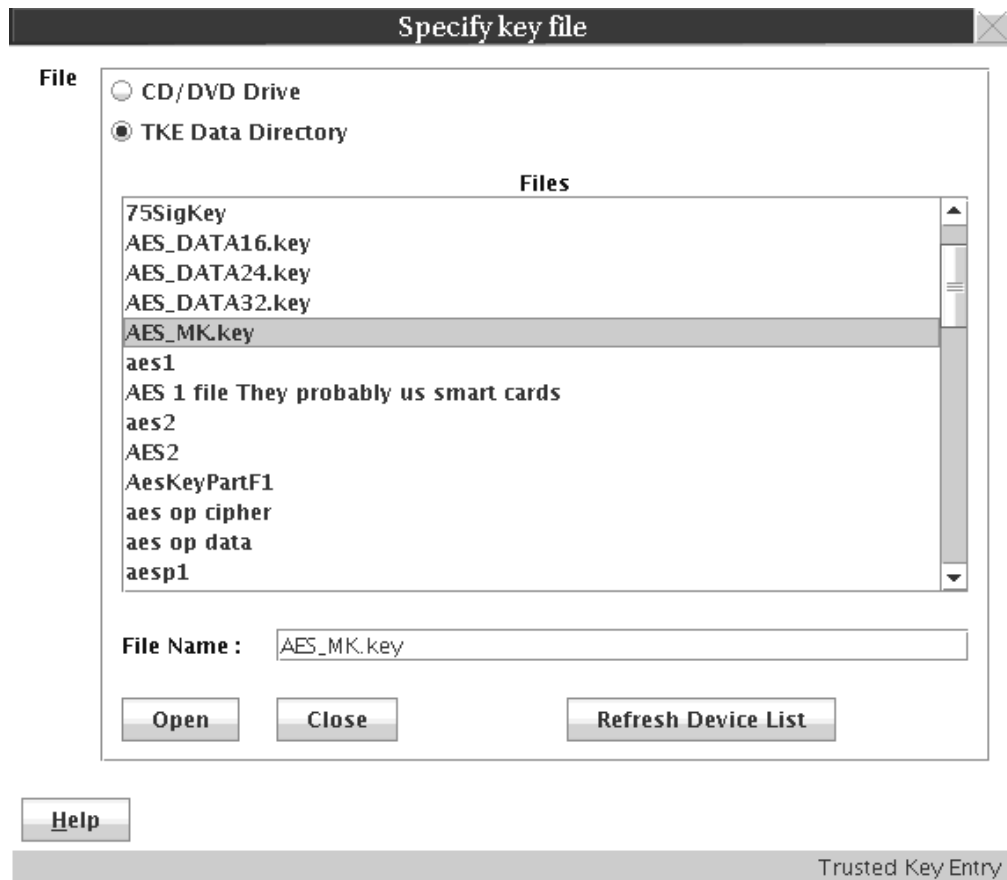 Specify key file
File
CD/DVD Drive
TKE Data Directory
Files
75SigKey
AES_DATA16.key
AES_DATA24.key
AES_DATA32.key
AES_MK.key
aes1
AES 1 file They probably us smart cards
aes2
AES2
AesKeyPartF1
aes op cipher
aes op data
aesp1
File Name : AES_MK.key
Open Close Refresh Device List
Help
Trusted Key Entry